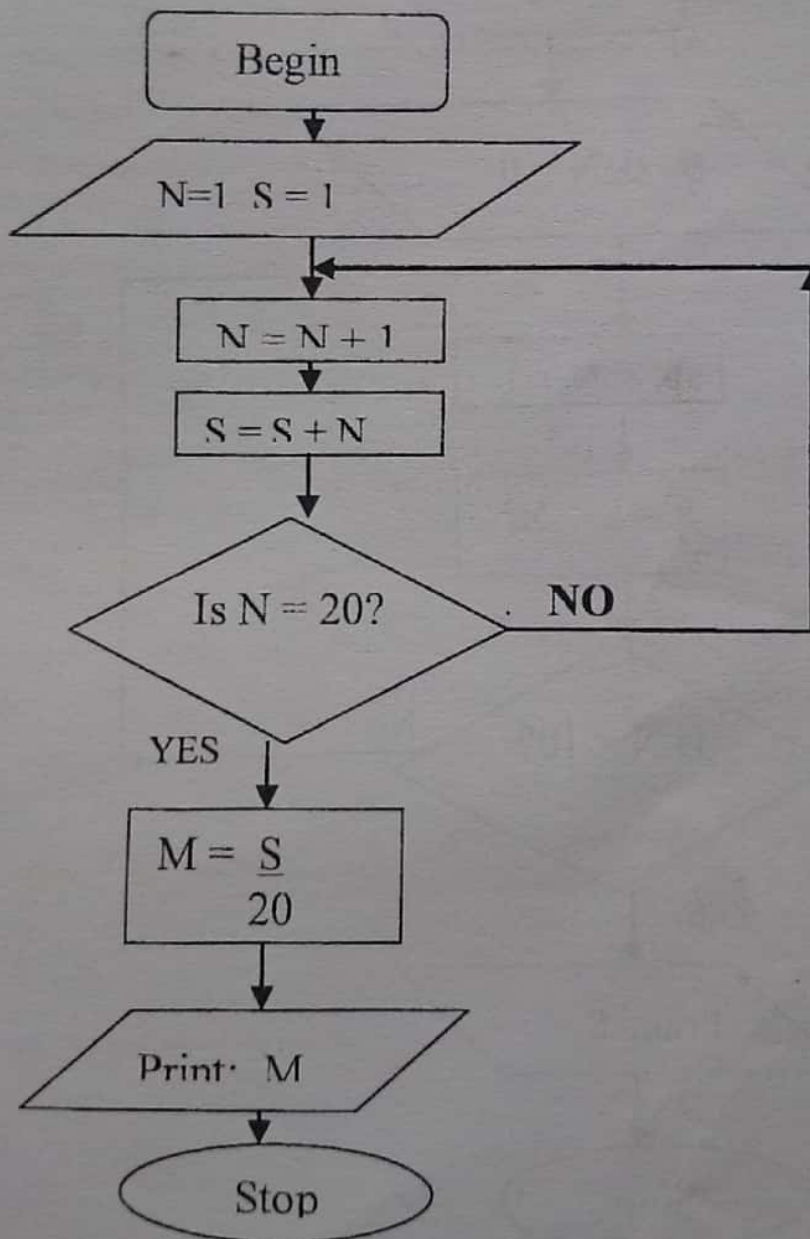 Begin
N=1 S = 1
N = N + 1
S = S + N
Is N = 20?
NO
YES
M = S
20
Print· M
Stop